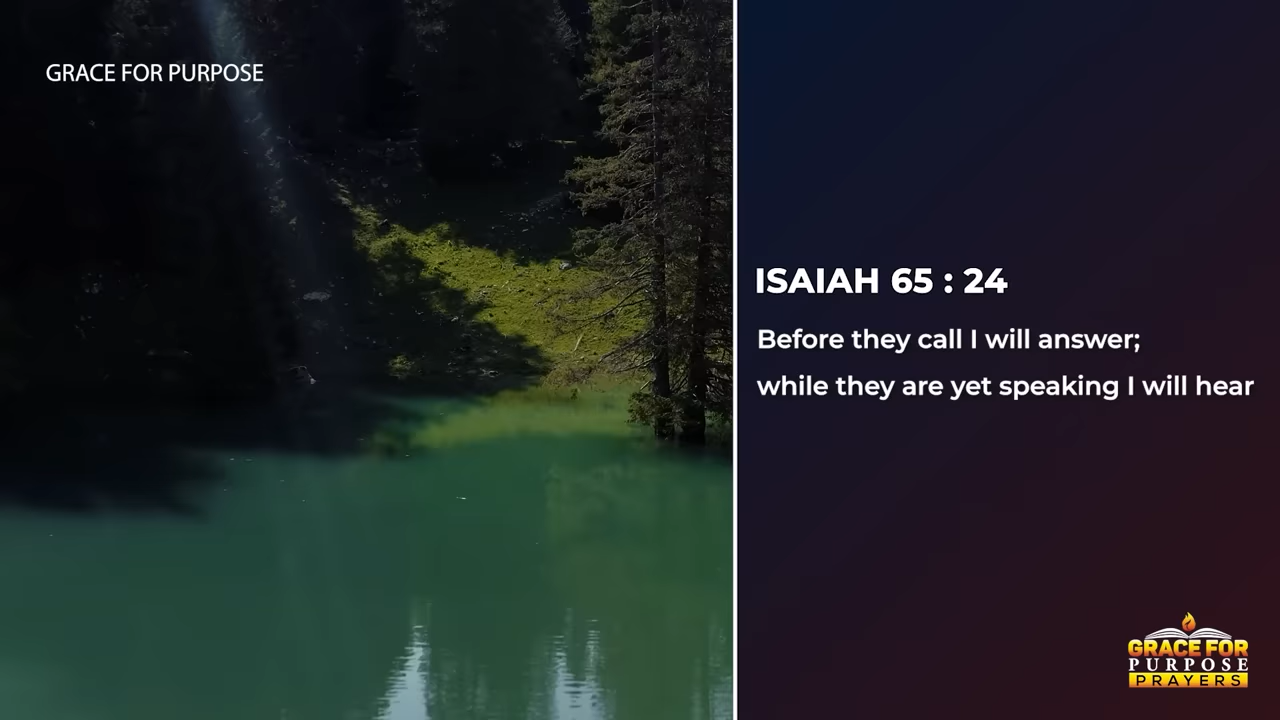 GRACE FOR PURPOSE
ISAIAH 65 : 24
Before they call I will answer;
while they are yet speaking I will hear
GRACE FOR
PURPOSE
PRAYERS